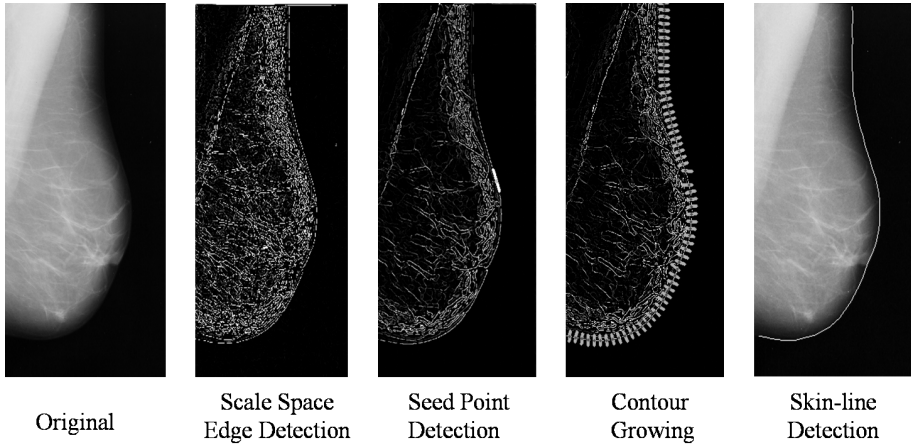 Original
Scale Space
Edge Detection
Seed Point
Detection
Contour
Growing
Skin-line
Detection